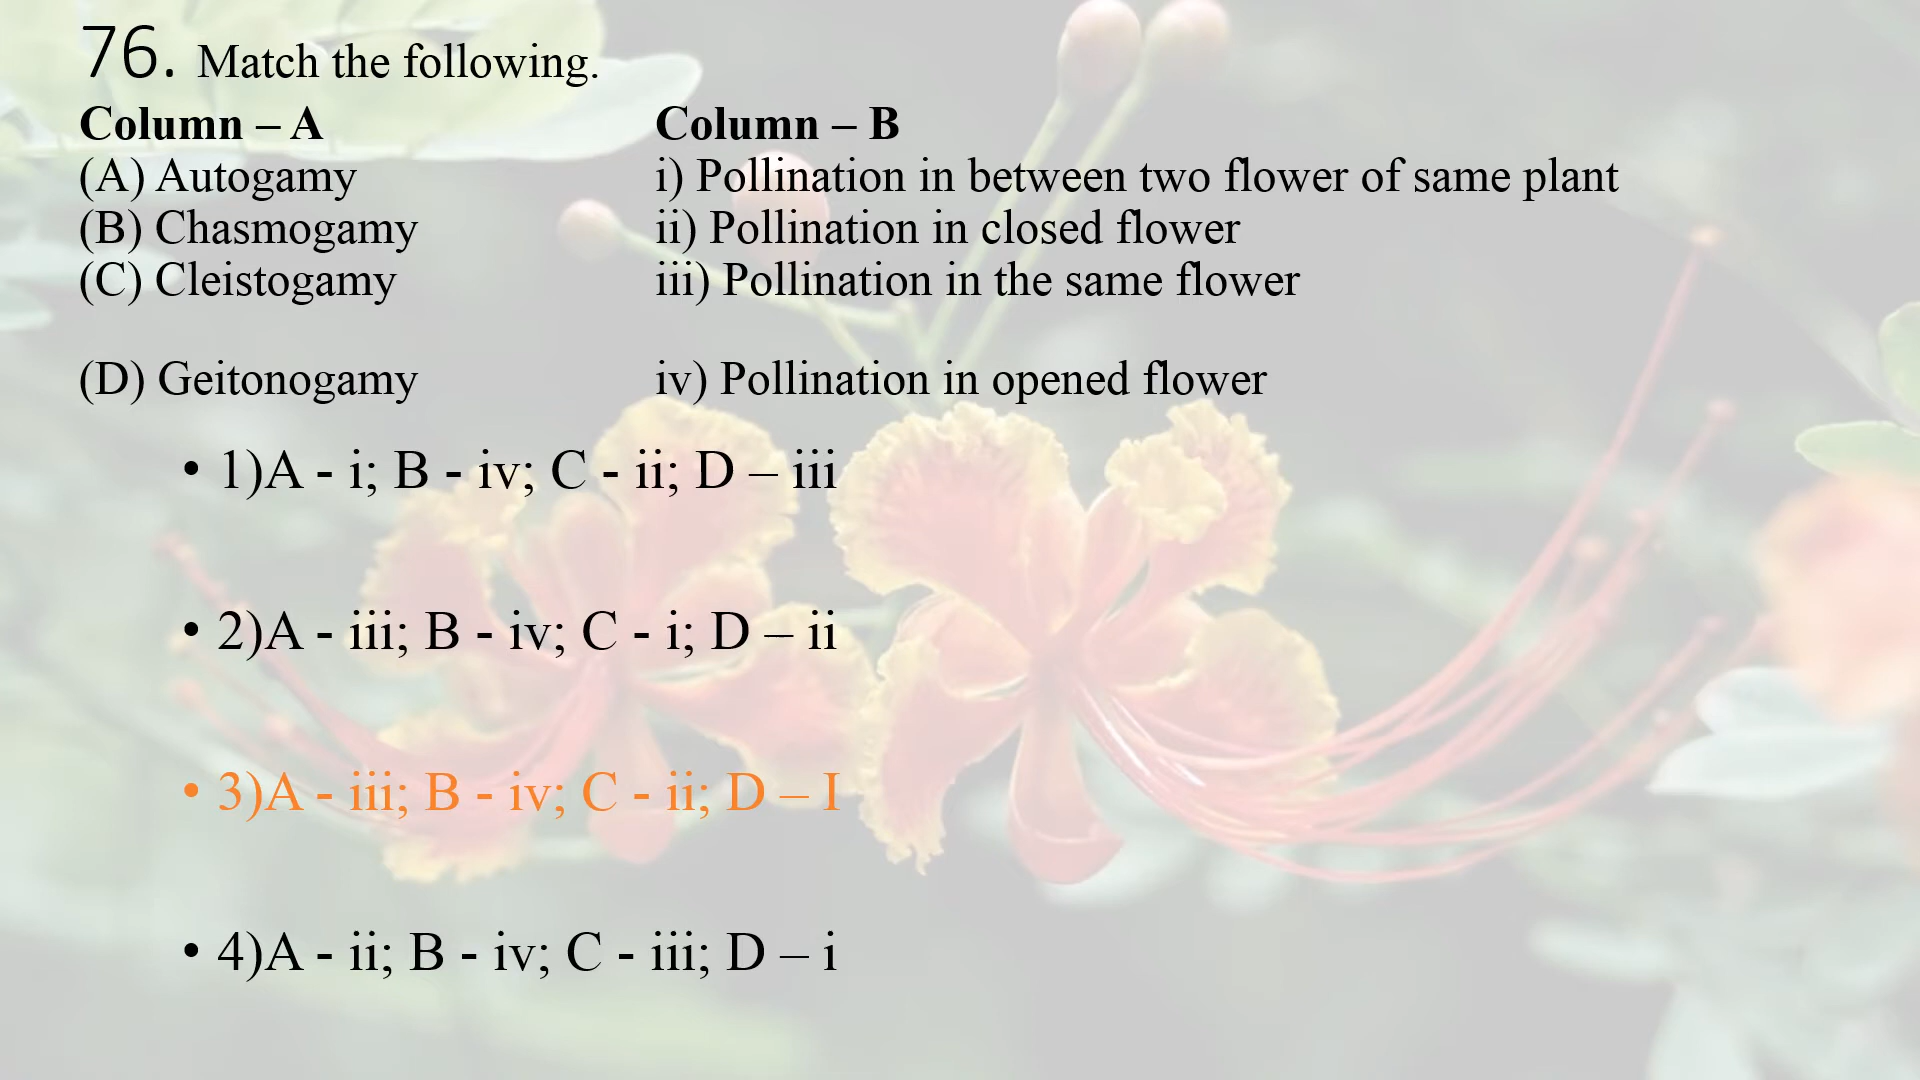 76. Match the following.
Column – A Column – B
(A) Autogamy i) Pollination in between two flower of same plant
(B) Chasmogamy ii) Pollination in closed flower
(C) Cleistogamy iii) Pollination in the same flower
(D) Geitonogamy iv) Pollination in opened flower
• 1)A - i; B - iv; C - ii; D – iii
• 2)A - iii; B - iv; C - i; D – ii
• 3)A - iii; B - iv; C - ii; D – I
• 4)A - ii; B - iv; C - iii; D – i